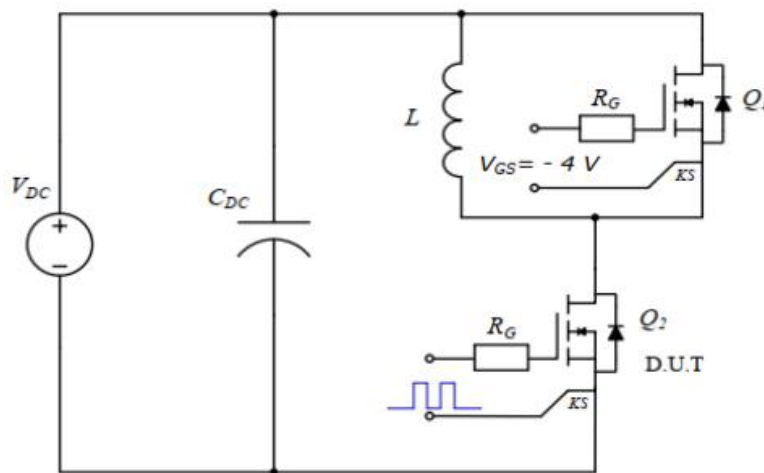 L
R_G
Q₁
V_GS = - 4 V
KS
V_DC
+
−
C_DC
R_G
Q₂
D.U.T
KS